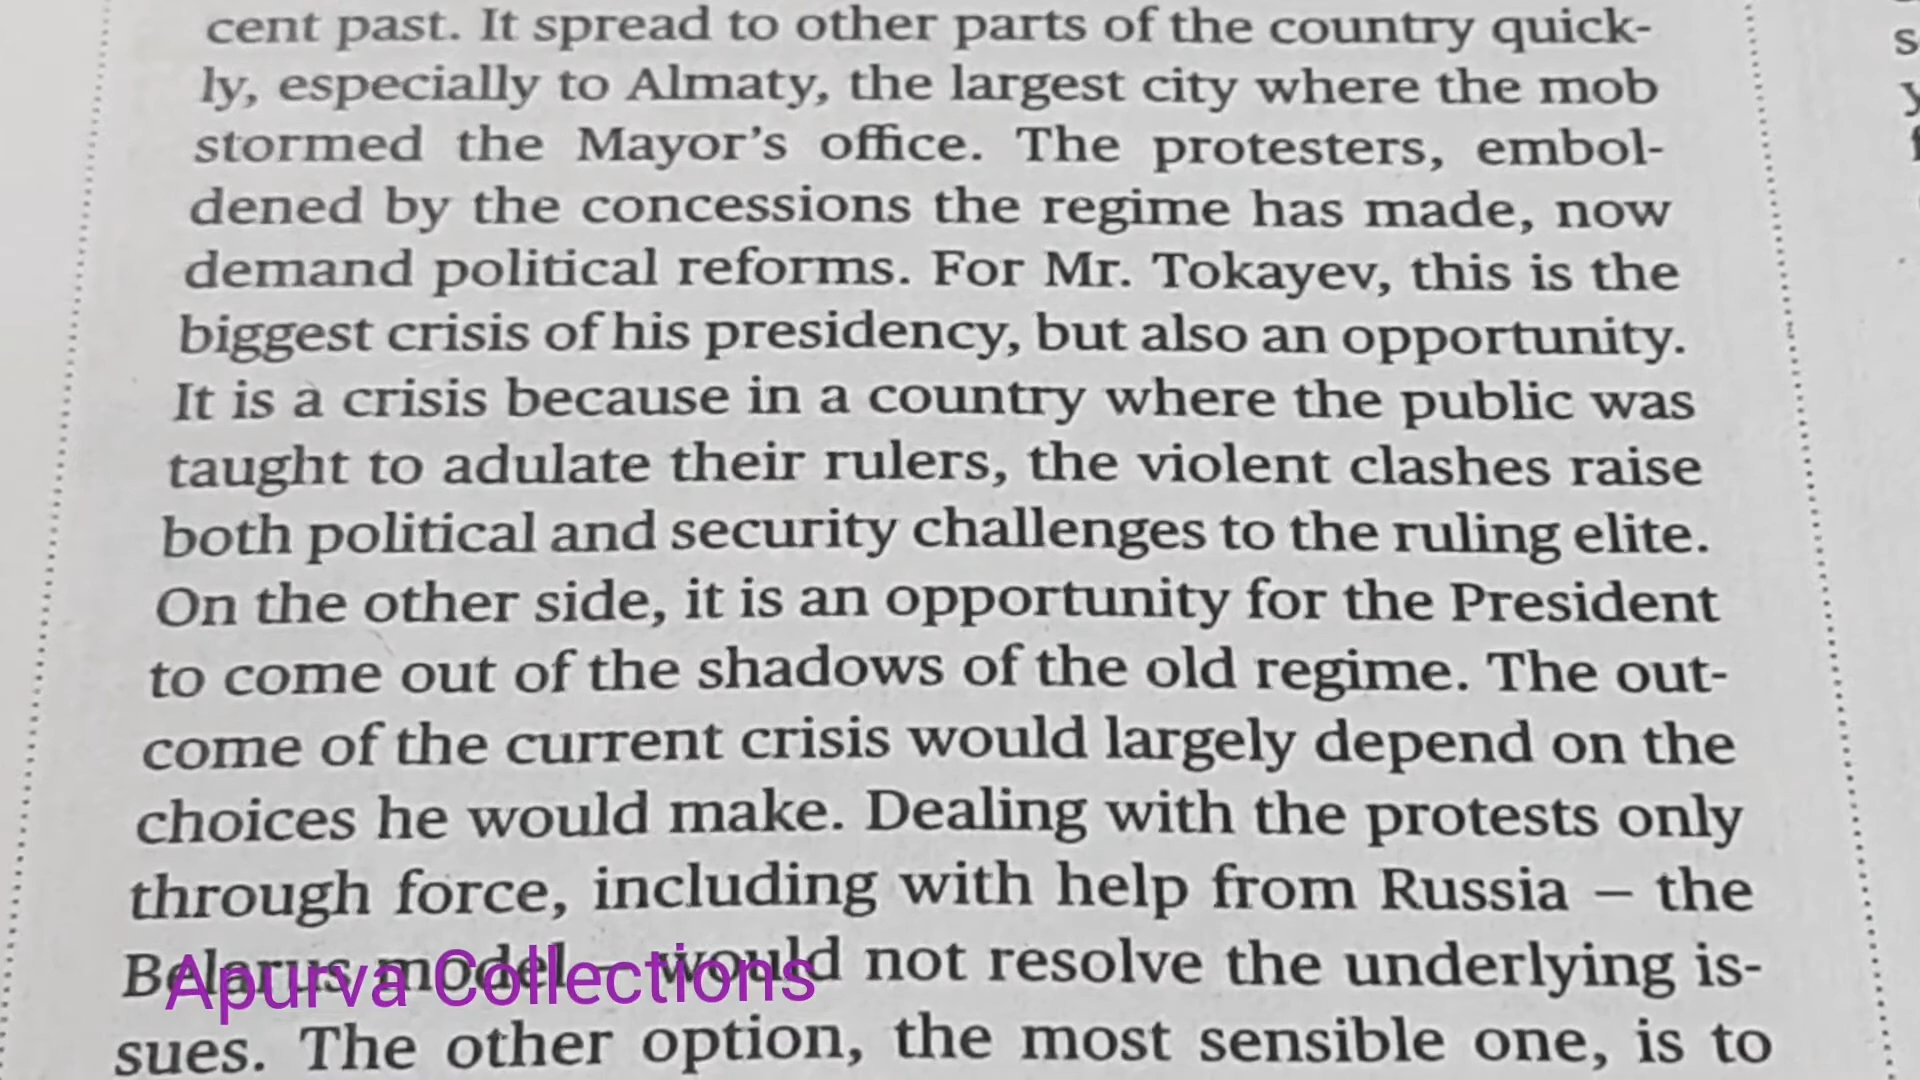 cent past. It spread to other parts of the country quick-
ly, especially to Almaty, the largest city where the mob
stormed the Mayor's office. The protesters, embol-
dened by the concessions the regime has made, now
demand political reforms. For Mr. Tokayev, this is the
biggest crisis of his presidency, but also an opportunity.
It is a crisis because in a country where the public was
taught to adulate their rulers, the violent clashes raise
both political and security challenges to the ruling elite.
On the other side, it is an opportunity for the President
to come out of the shadows of the old regime. The out-
come of the current crisis would largely depend on the
choices he would make. Dealing with the protests only
through force, including with help from Russia – the
Belarus model – would not resolve the underlying is-
sues. The other option, the most sensible one, is to
Apurva Collections